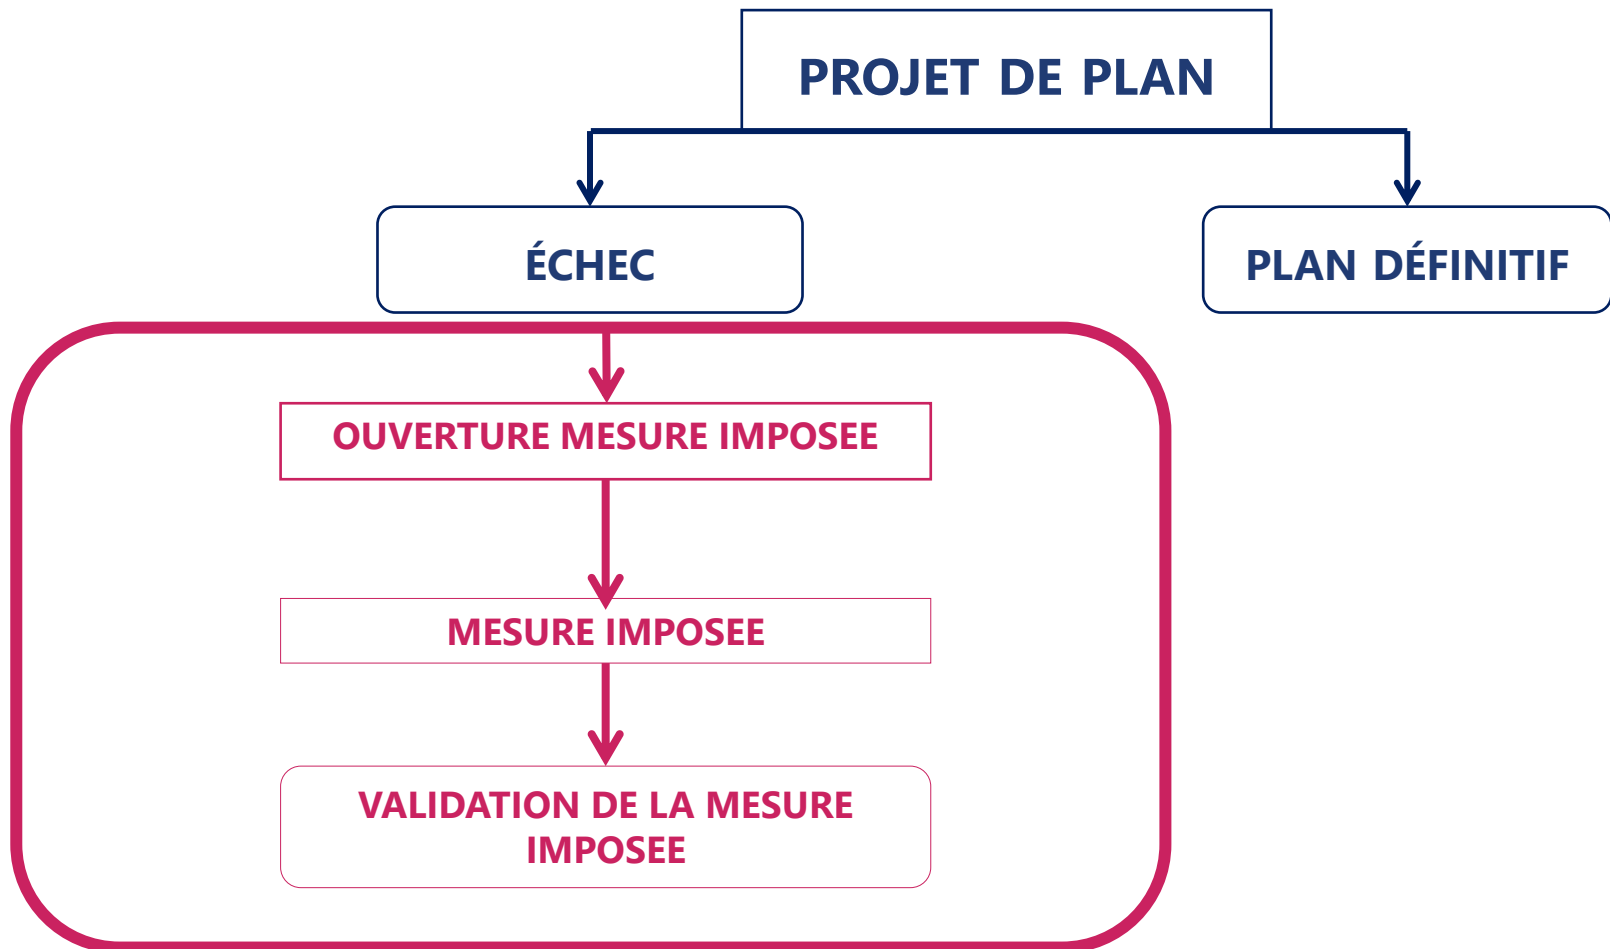 PROJET DE PLAN
ÉCHEC
PLAN DÉFINITIF
OUVERTURE MESURE IMPOSEE
MESURE IMPOSEE
VALIDATION DE LA MESURE
IMPOSEE